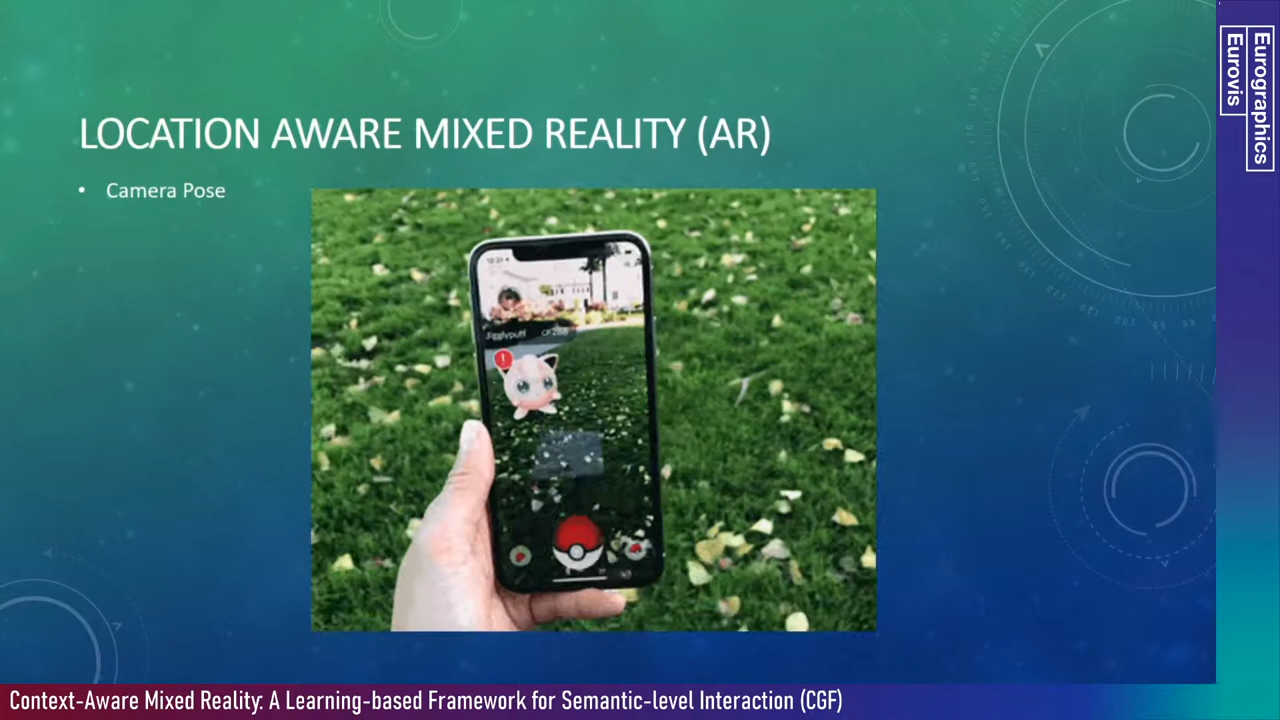 LOCATION AWARE MIXED REALITY (AR)
• Camera Pose
Jigglypuff
Eurographics
Eurovis
Context-Aware Mixed Reality: A Learning-based Framework for Semantic-level Interaction (CGF)